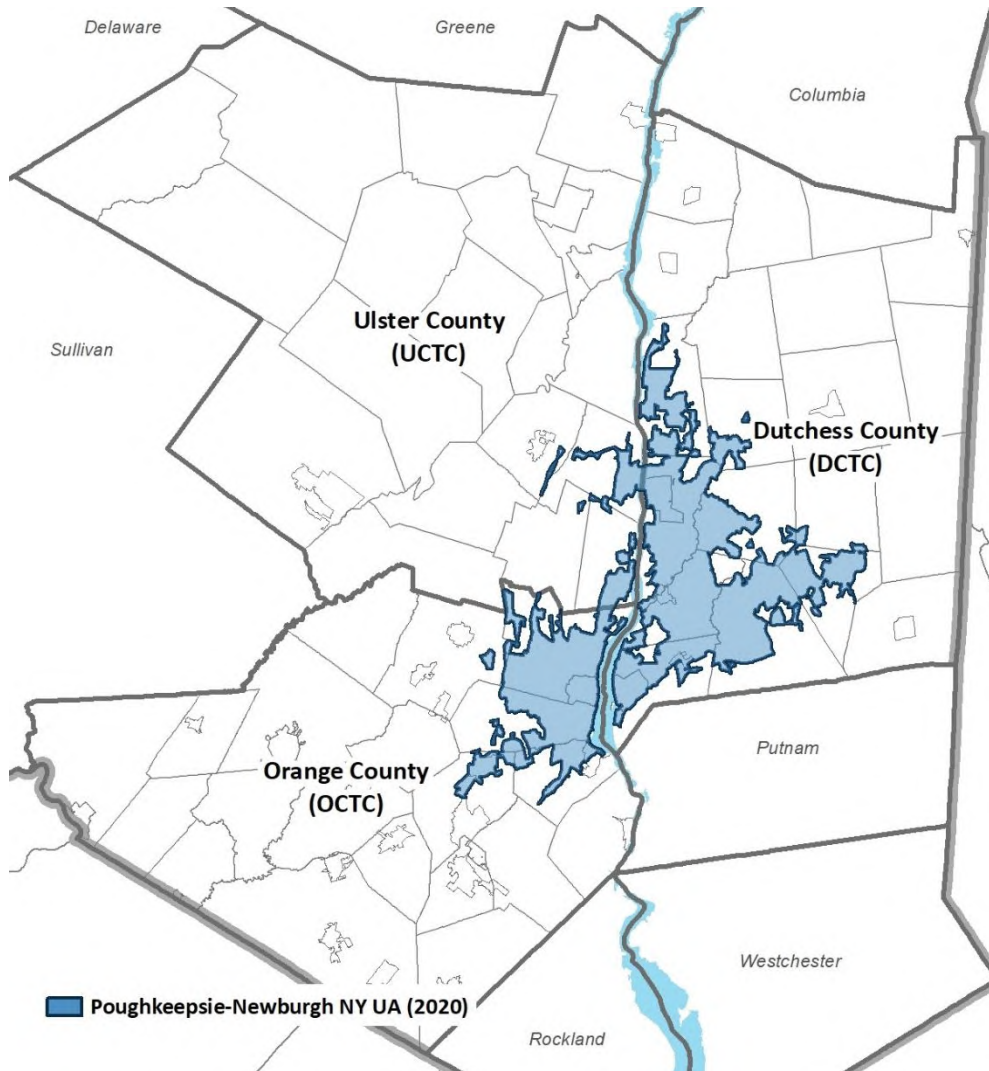 Delaware
Greene
Columbia
Ulster County
(UCTC)
Sullivan
Dutchess County
(DCTC)
Putnam
Orange County
(OCTC)
Westchester
Poughkeepsie-Newburgh NY UA (2020)
Rockland